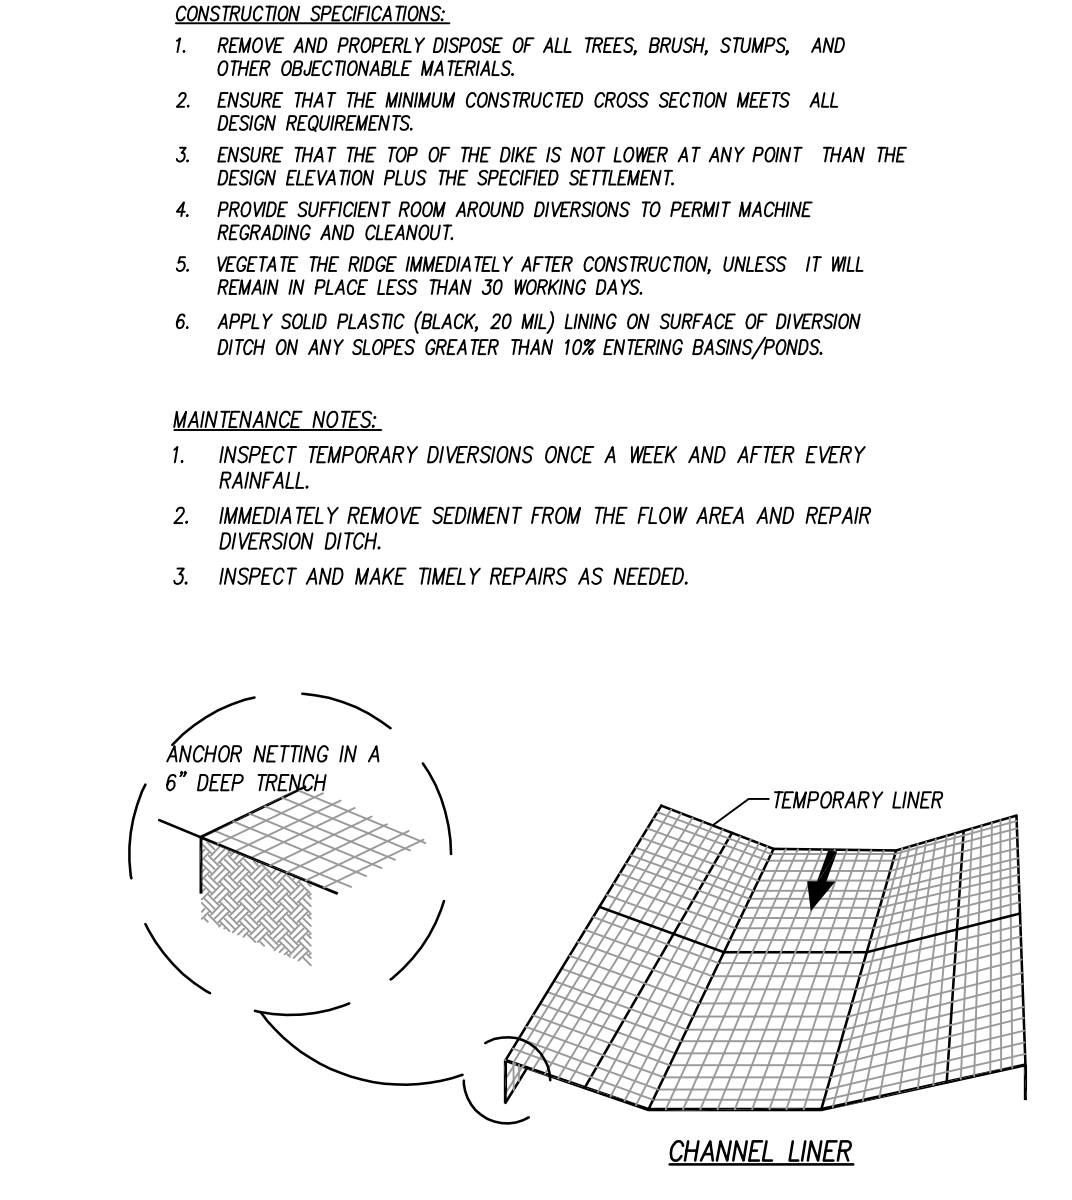 CONSTRUCTION SPECIFICATIONS:
1. REMOVE AND PROPERLY DISPOSE OF ALL TREES, BRUSH, STUMPS, AND
OTHER OBJECTIONABLE MATERIALS.
2. ENSURE THAT THE MINIMUM CONSTRUCTED CROSS SECTION MEETS ALL
DESIGN REQUIREMENTS.
3. ENSURE THAT THE TOP OF THE DIKE IS NOT LOWER AT ANY POINT THAN THE
DESIGN ELEVATION PLUS THE SPECIFIED SETTLEMENT.
4. PROVIDE SUFFICIENT ROOM AROUND DIVERSIONS TO PERMIT MACHINE
REGRADING AND CLEANOUT.
5. VEGETATE THE RIDGE IMMEDIATELY AFTER CONSTRUCTION, UNLESS IT WILL
REMAIN IN PLACE LESS THAN 30 WORKING DAYS.
6. APPLY SOLID PLASTIC (BLACK, 20 MIL) LINING ON SURFACE OF DIVERSION
DITCH ON ANY SLOPES GREATER THAN 10% ENTERING BASINS/PONDS.
MAINTENANCE NOTES:
1. INSPECT TEMPORARY DIVERSIONS ONCE A WEEK AND AFTER EVERY
RAINFALL.
2. IMMEDIATELY REMOVE SEDIMENT FROM THE FLOW AREA AND REPAIR
DIVERSION DITCH.
3. INSPECT AND MAKE TIMELY REPAIRS AS NEEDED.
ANCHOR NETTING IN A
6" DEEP TRENCH
TEMPORARY LINER
CHANNEL LINER